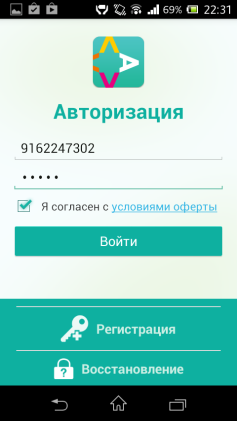 69% 22:31
Авторизация
9162247302
•••••
Я согласен с условиями оферты
Войти
Регистрация
Восстановление